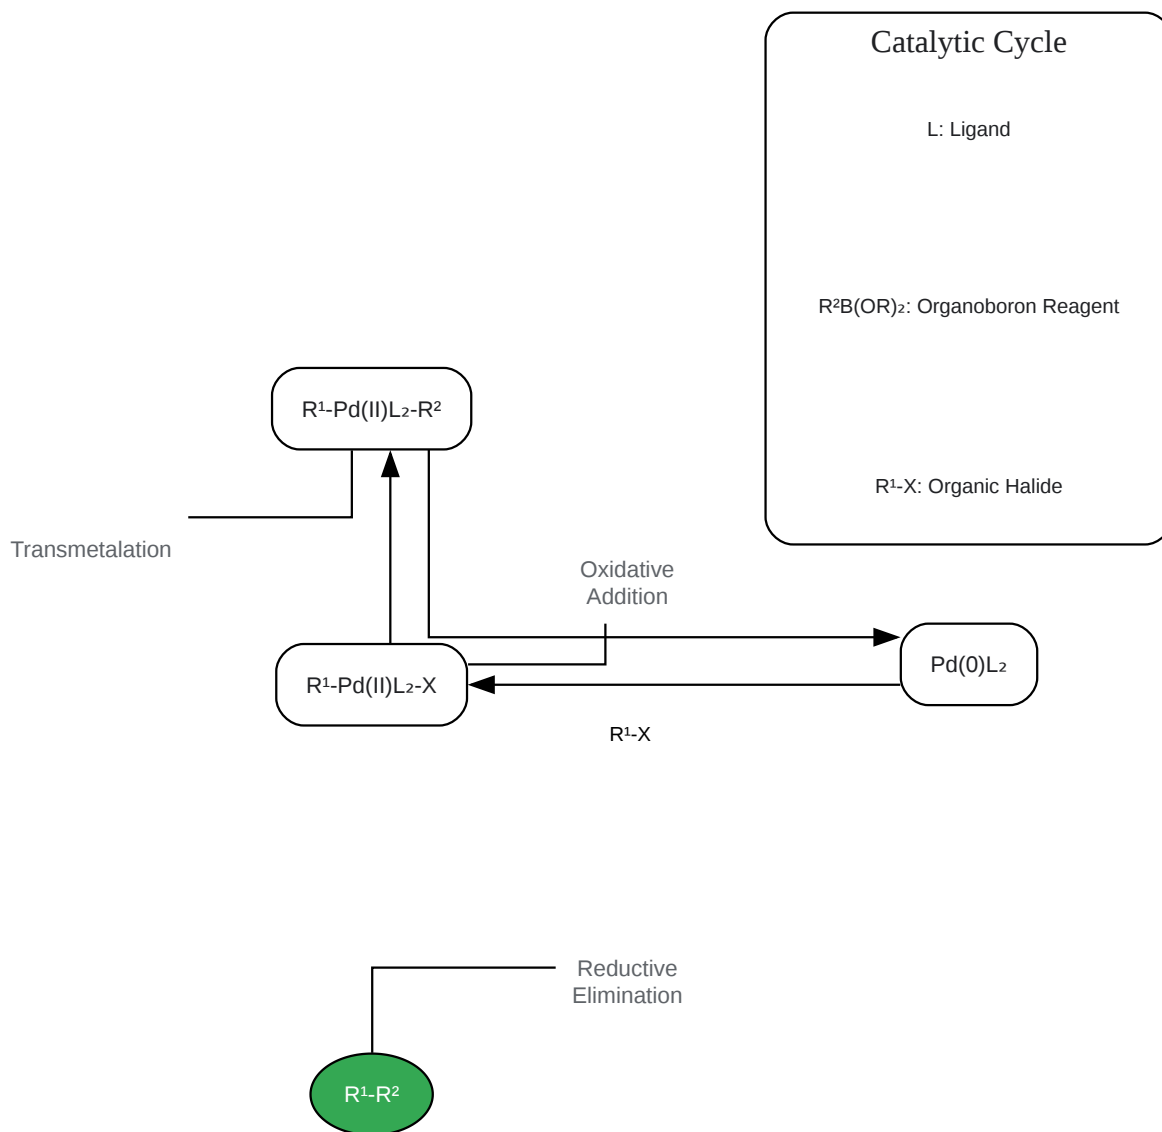 Catalytic Cycle
L: Ligand
R²B(OR)₂: Organoboron Reagent
R¹-Pd(II)L₂-R²
R¹-X: Organic Halide
Transmetalation
Oxidative
Addition
Pd(0)L₂
R¹-Pd(II)L₂-X
R¹-X
Reductive
Elimination
R¹-R²